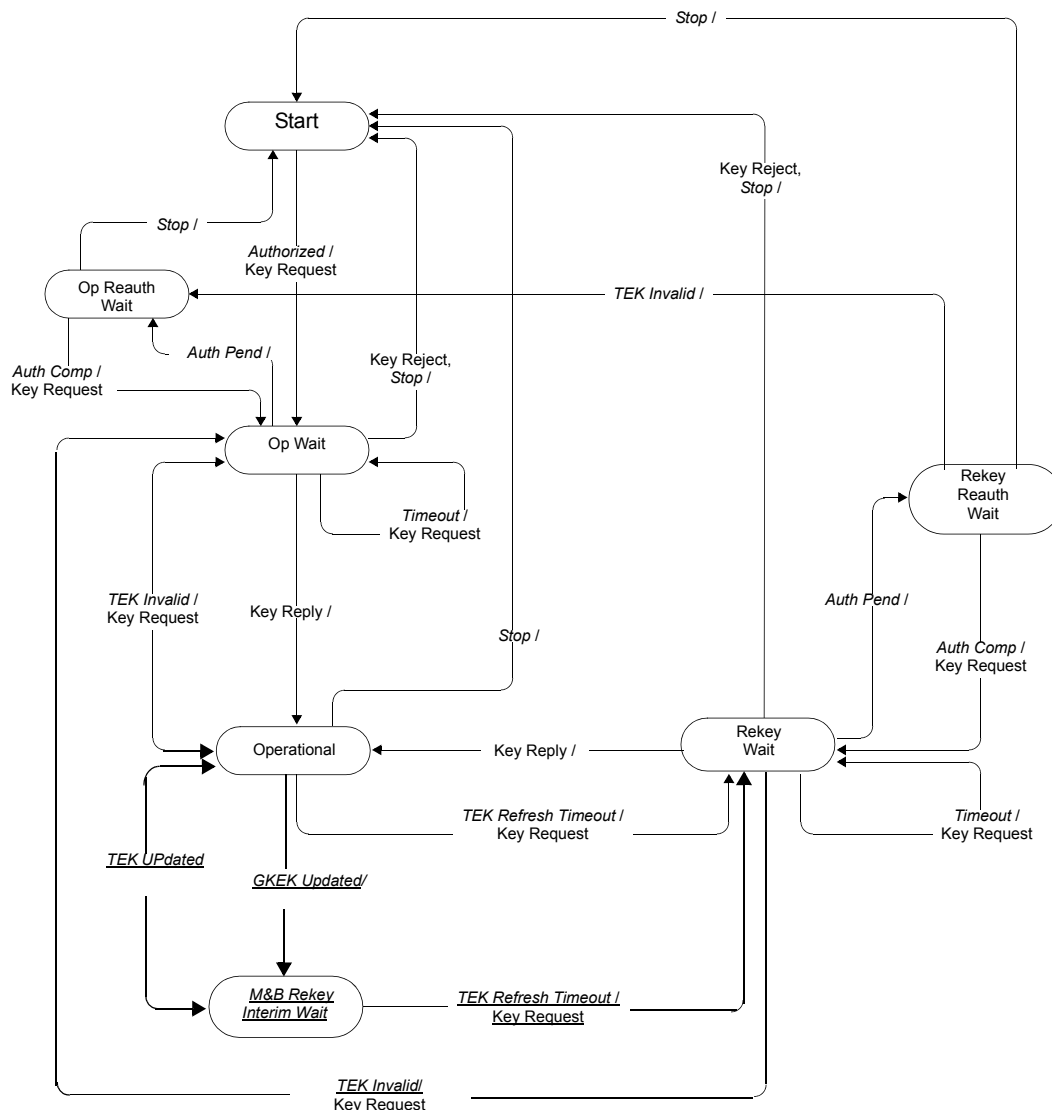 Stop /
Start
Key Reject,
Stop /
Stop /
Authorized /
Key Request
Op Reauth
Wait
TEK Invalid /
Auth Pend /
Key Reject,
Stop /
Auth Comp /
Key Request
Op Wait
Rekey
Reauth
Wait
Timeout /
Key Request
TEK Invalid /
Key Request
Key Reply /
Auth Pend /
Stop /
Auth Comp /
Key Request
Operational
Key Reply /
Rekey
Wait
TEK Refresh Timeout /
Key Request
Timeout /
Key Request
TEK UPdated
GKEK Updated/
M&B Rekey
Interim Wait
TEK Refresh Timeout /
Key Request
TEK Invalid/
Key Request